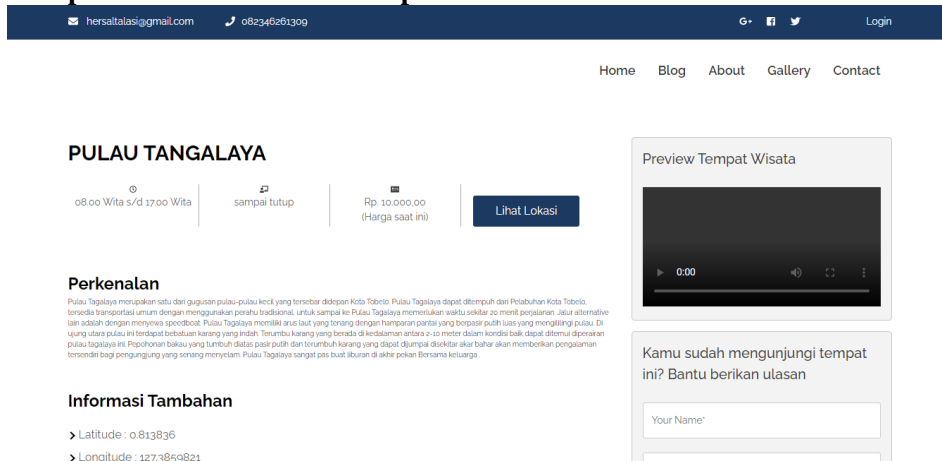 hersaltalasi@gmail.com 082346261309 G+ Login
Home Blog About Gallery Contact
PULAU TANGALAYA
08.00 Wita s/d 17.00 Wita sampai tutup Rp. 10.000,00
(Harga saat ini)
Lihat Lokasi
Perkenalan
Pulau Tagalaya merupakan satu dari gugusan pulau-pulau kecil yang tersebar didepan Kota Tobelo. Pulau Tagalaya dapat ditempuh dari Pelabuhan Kota Tobelo,
tersedia transportasi umum dengan menggunakan perahu tradisional, untuk sampai ke Pulau Tagalaya memerlukan waktu sekitar 20 menit perjalanan. Jalur alternative
lain adalah dengan menyewa speedboat. Pulau Tagalaya memiliki arus laut yang tenang dengan hamparan pantai yang berpasir putih luas yang mengililingi pulau. Di
ujung utara pulau ini terdapat bebatuan karang yang indah. Terumbu karang yang berada di kedalaman antara 2-10 meter dalam kondisi baik dapat ditemui diperairan
pulau tagalaya ini. Pepohonan bakau yang tumbuh diatas pasir putih dan terumbuh karang yang dapat dijumpai disekitar akar bahar akan memberikan pengalaman
tersendiri bagi pengungjung yang senang menyelam. Pulau Tagalaya sangat pas buat liburan di akhir pekan Bersama keluarga .
Informasi Tambahan
Latitude : 0.813836
Longitude : 127.3859821
Preview Tempat Wisata
0:00
Kamu sudah mengunjungi tempat
ini? Bantu berikan ulasan
Your Name*